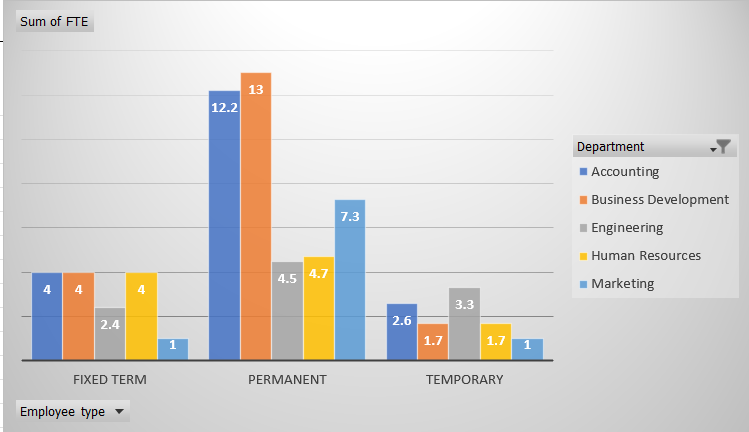 Sum of FTE
12.2
13
7.3
4
4
4
4.5
4.7
2.4
2.6
3.3
1
1.7
1.7
1
FIXED TERM PERMANENT TEMPORARY
Employee type
Department
Accounting
Business Development
Engineering
Human Resources
Marketing